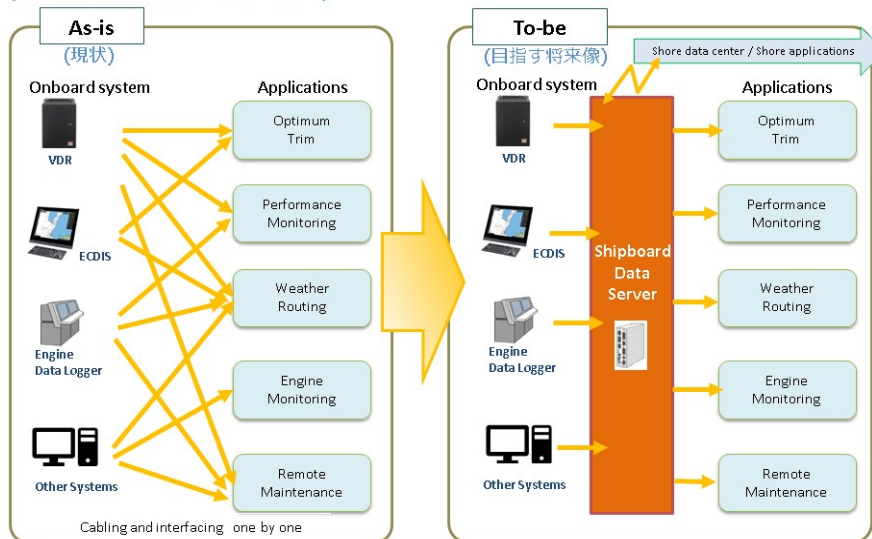 As-is
(現状)
Onboard system
Applications
VDR
ECDIS
Engine
Data Logger
Other Systems
Optimum
Trim
Performance
Monitoring
Weather
Routing
Engine
Monitoring
Remote
Maintenance
Cabling and interfacing one by one
To-be
(目指す将来像)
Shore data center / Shore applications
Onboard system
Applications
VDR
ECDIS
Engine
Data Logger
Other Systems
Shipboard
Data
Server
Optimum
Trim
Performance
Monitoring
Weather
Routing
Engine
Monitoring
Remote
Maintenance